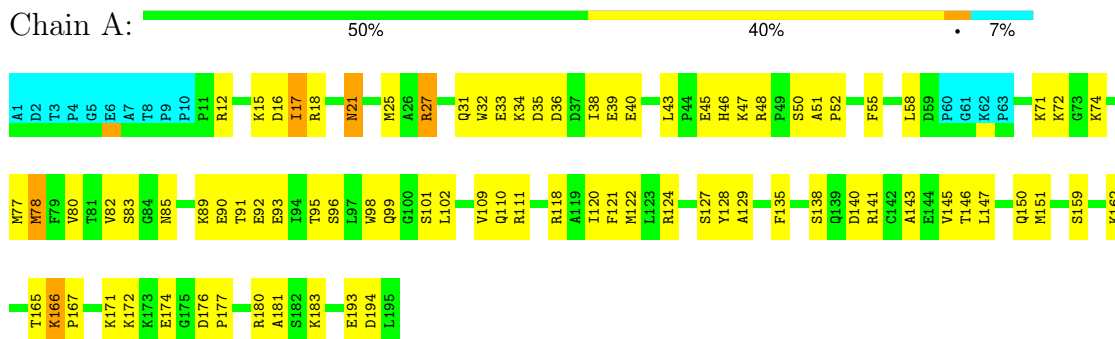 Chain A:
50% 40% • 7%
A1 D2 T3 P4 G5 E6 A7 T8 P9 P10 P11 R12 K15 D16 I17 R18 N21 M25 A26 R27 Q31 W32 E33 K34 D35 D36 D37 I38 E39 E40 L43 P44 E45 H46 K47 R48 P49 S50 A51 P52 F55 L58 D59 P60 G61 K62 P63 K71 K72 G73 K74
M77 M78 F79 V80 T81 V82 S83 G84 N85 K89 E90 T91 E92 E93 I94 T95 S96 L97 W98 Q99 G100 S101 L102 V109 Q110 R111 R118 A119 I120 F121 M122 L123 R124 S127 Y128 A129 F135 S138 Q139 D140 R141 C142 A143 E144 V145 T146 L147 Q150 M151 S159
T165 K166 P167 K171 K172 K173 E174 G175 D176 P177 R180 A181 S182 K183 E193 D194 L195